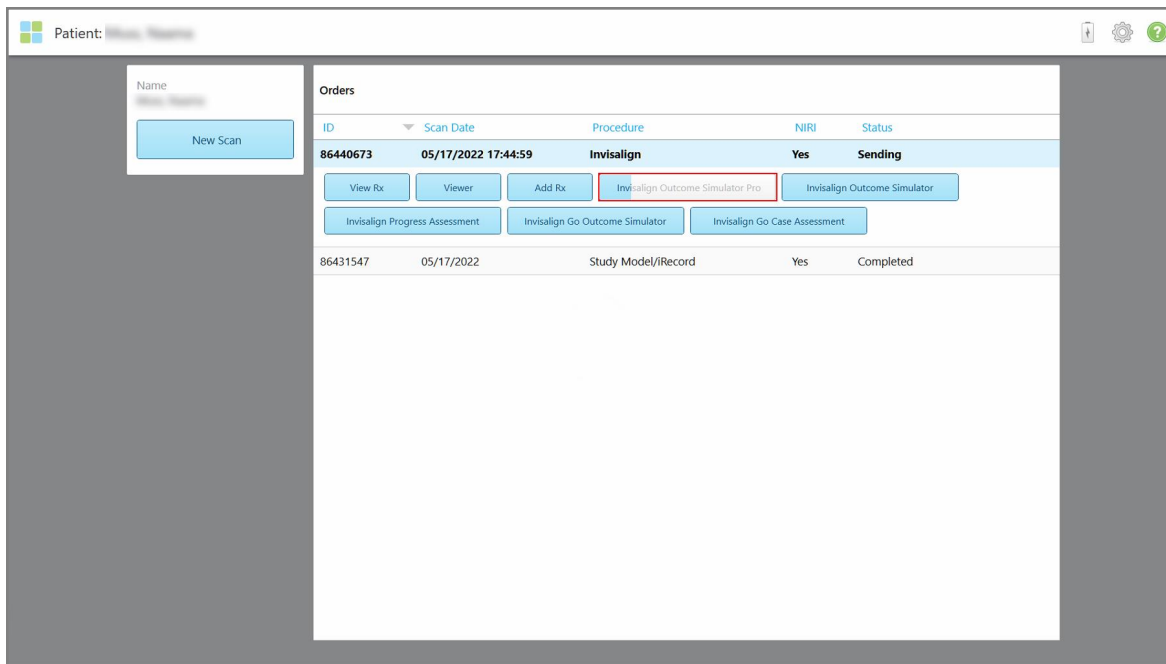 Patient:
Name
New Scan
Orders
ID Scan Date Procedure NIRI Status
86440673 05/17/2022 17:44:59 Invisalign Yes Sending
View Rx Viewer Add Rx Invisalign Outcome Simulator Pro Invisalign Outcome Simulator
Invisalign Progress Assessment Invisalign Go Outcome Simulator Invisalign Go Case Assessment
86431547 05/17/2022 Study Model/iRecord Yes Completed
?